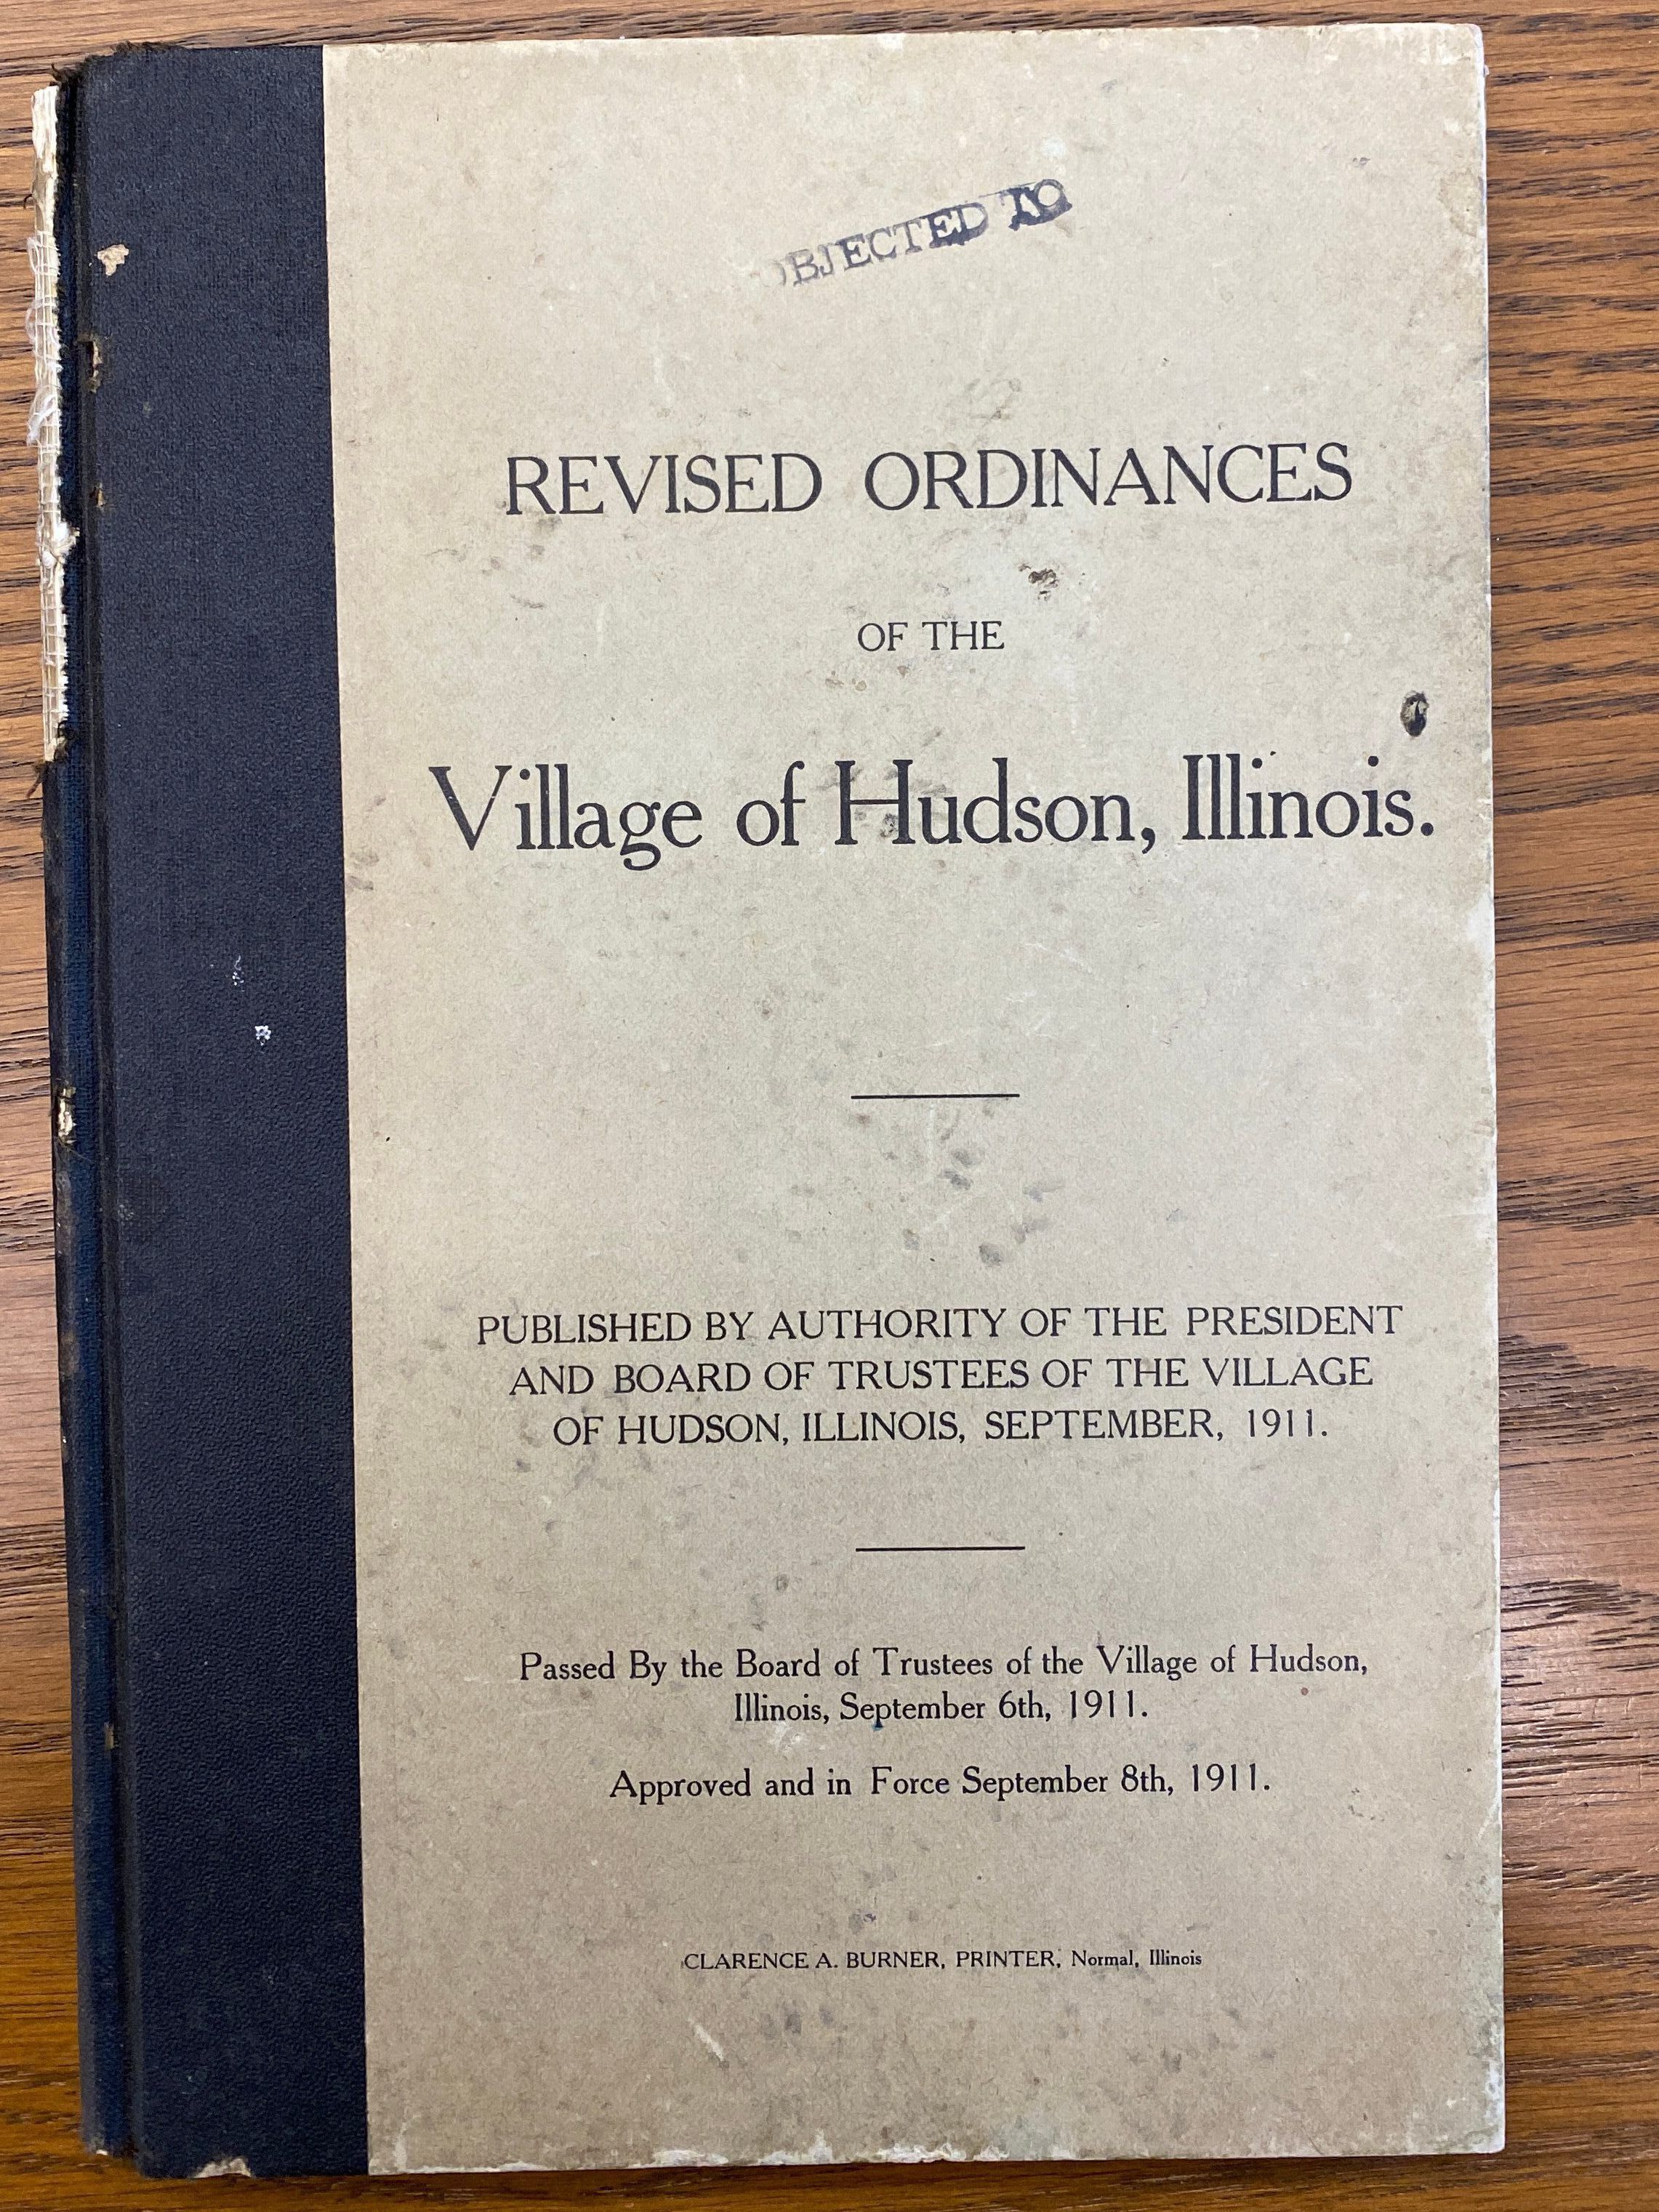 OBJECTED TO
REVISED ORDINANCES
OF THE
Village of Hudson, Illinois.
PUBLISHED BY AUTHORITY OF THE PRESIDENT
AND BOARD OF TRUSTEES OF THE VILLAGE
OF HUDSON, ILLINOIS, SEPTEMBER, 1911.
Passed By the Board of Trustees of the Village of Hudson,
Illinois, September 6th, 1911.
Approved and in Force September 8th, 1911.
CLARENCE A. BURNER, PRINTER, Normal, Illinois